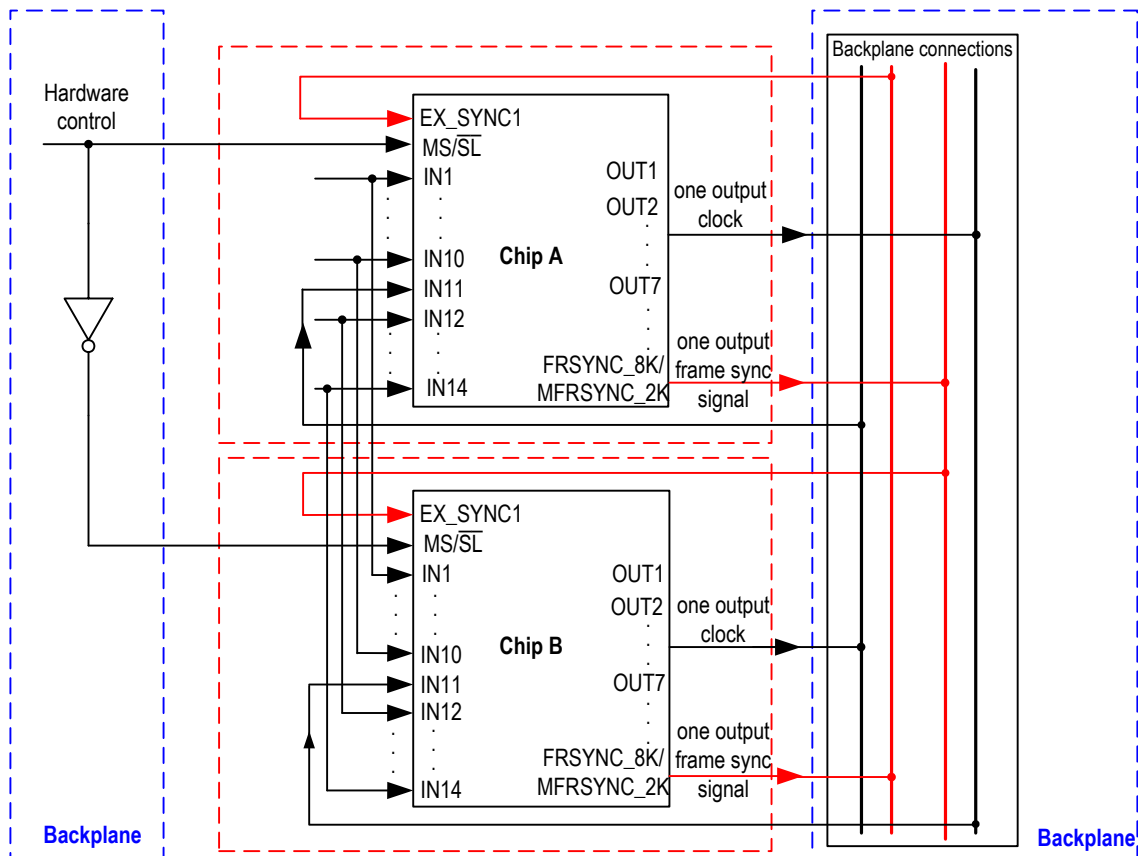 Backplane connections
Hardware
control
EX_SYNC1
MS/SL
IN1
IN10
IN11
IN12
IN14
Chip A
OUT1
OUT2
OUT7
FRSYNC_8K/
MFRSYNC_2K
one output
clock
one output
frame sync
signal
EX_SYNC1
MS/SL
IN1
IN10
IN11
IN12
IN14
Chip B
OUT1
OUT2
OUT7
FRSYNC_8K/
MFRSYNC_2K
one output
clock
one output
frame sync
signal
Backplane
Backplane